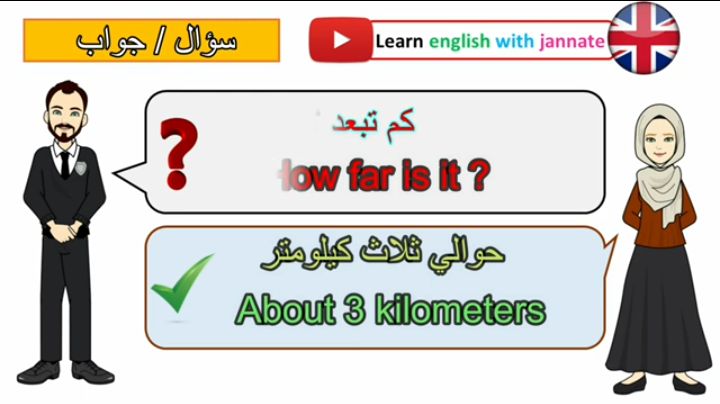 سؤال / جواب
Learn english with jannate
كم تبعد
How far is it ?
حوالي ثلاث كيلومتر
About 3 kilometers